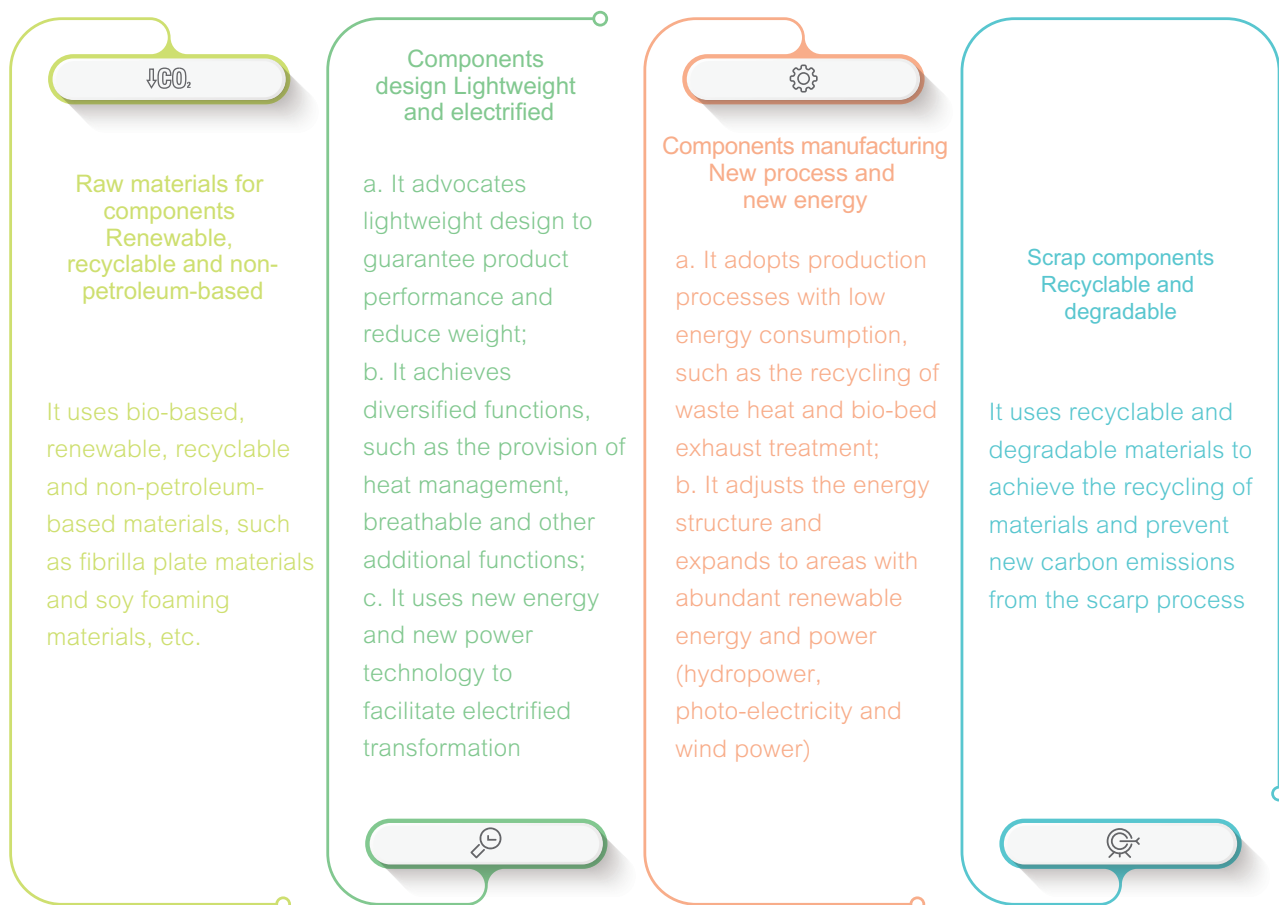 ↓CO₂
Raw materials for
components
Renewable,
recyclable and non-
petroleum-based
It uses bio-based,
renewable, recyclable
and non-petroleum-
based materials, such
as fibrilla plate materials
and soy foaming
materials, etc.
Components
design Lightweight
and electrified
a. It advocates
lightweight design to
guarantee product
performance and
reduce weight;
b. It achieves
diversified functions,
such as the provision of
heat management,
breathable and other
additional functions;
c. It uses new energy
and new power
technology to
facilitate electrified
transformation
Components manufacturing
New process and
new energy
a. It adopts production
processes with low
energy consumption,
such as the recycling of
waste heat and bio-bed
exhaust treatment;
b. It adjusts the energy
structure and
expands to areas with
abundant renewable
energy and power
(hydropower,
photo-electricity and
wind power)
Scrap components
Recyclable and
degradable
It uses recyclable and
degradable materials to
achieve the recycling of
materials and prevent
new carbon emissions
from the scarp process